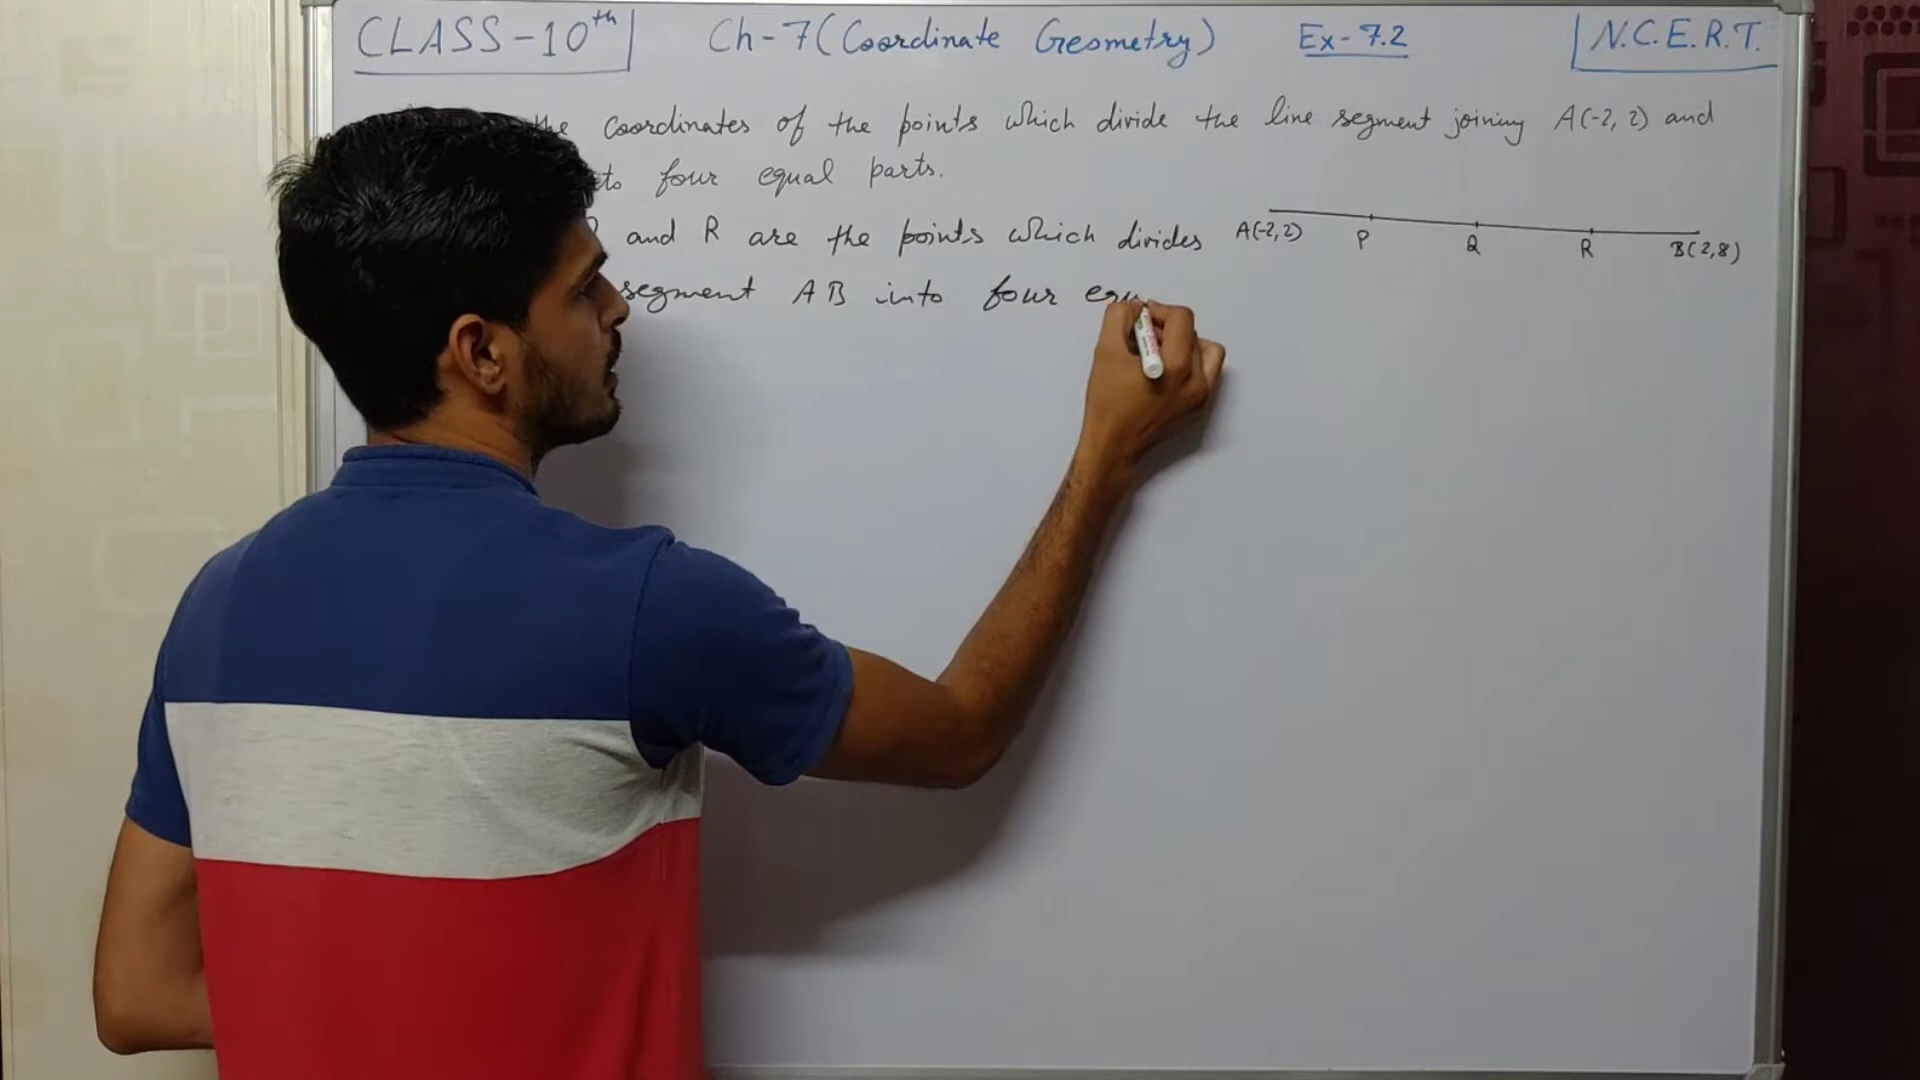 CLASS-10th Ch-7 (Coordinate Geometry) Ex-7.2 N.C.E.R.T.
the coordinates of the points which divide the line segment joining A(-2, 2) and
to four equal parts.
and R are the points which divides
A(-2,2) P Q R B(2,8)
segment AB into four equ